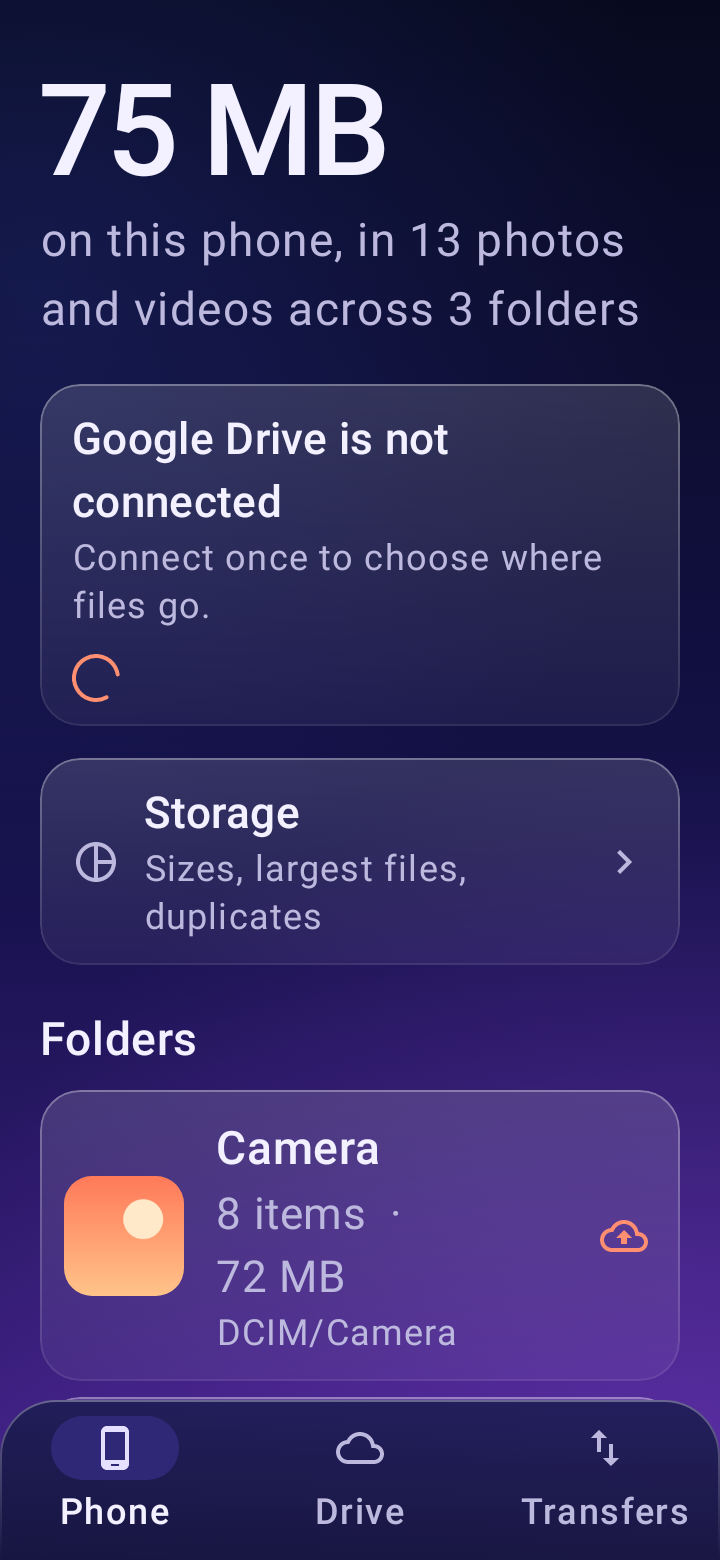 75 MB
on this phone, in 13 photos
and videos across 3 folders
Google Drive is not
connected
Connect once to choose where
files go.
Storage
Sizes, largest files,
duplicates
Folders
Camera
8 items ·
72 MB
DCIM/Camera
Phone
Drive
Transfers